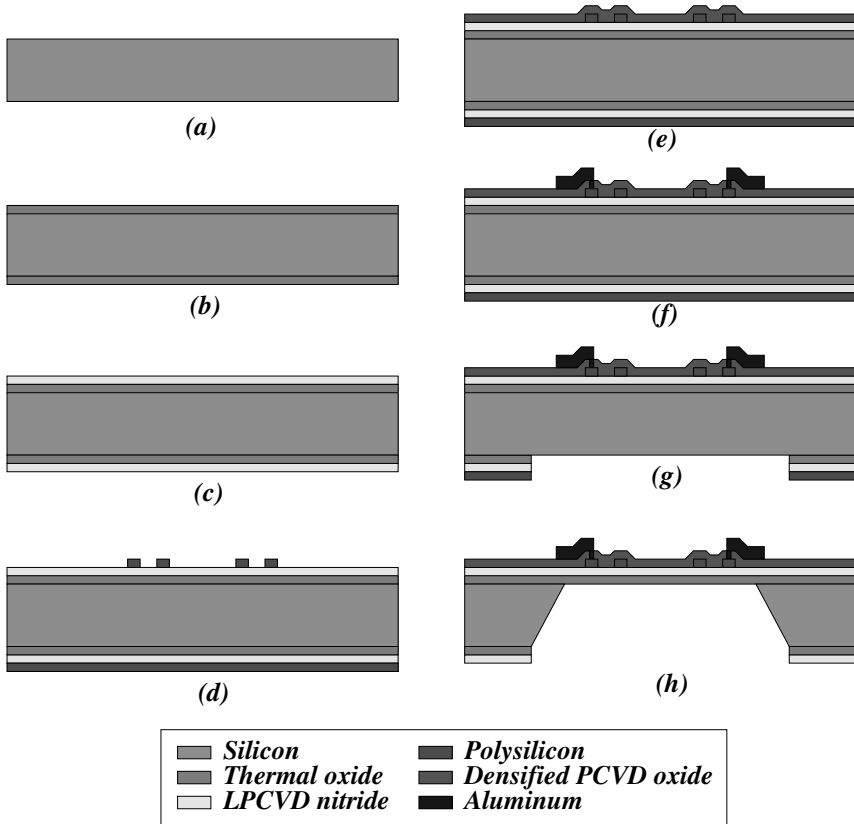 (a)
(b)
(c)
(d)
(e)
(f)
(g)
(h)
Silicon
Thermal oxide
LPCVD nitride
Polysilicon
Densified PCVD oxide
Aluminum